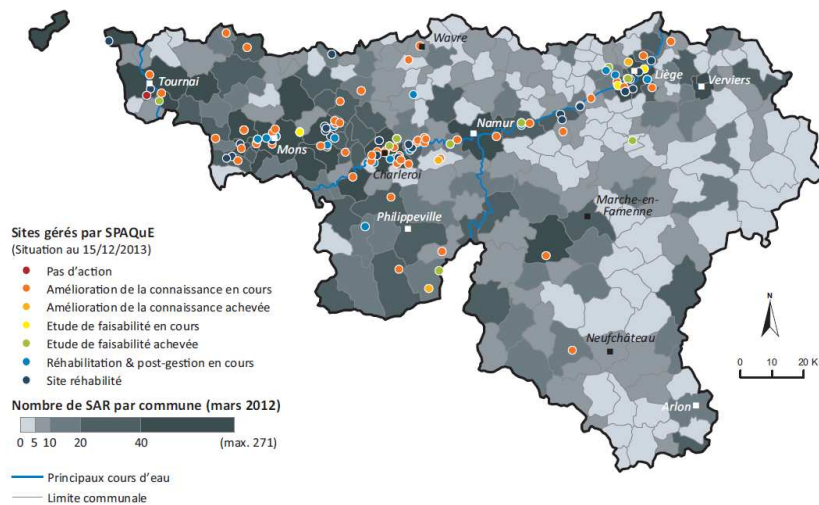 Wavre
Tournai
Liège
Verviers
Namur
Mons
Charleroi
Marche-en-
Famenne
Philippeville
Sites gérés par SPAQuE
(Situation au 15/12/2013)
Pas d'action
Amélioration de la connaissance en cours
Amélioration de la connaissance achevée
Etude de faisabilité en cours
Etude de faisabilité achevée
Réhabilitation & post-gestion en cours
Site réhabilité
N
Neufchâteau
0 10 20 K
Nombre de SAR par commune (mars 2012)
Arlon
0 5 10 20 40 (max. 271)
Principaux cours d'eau
Limite communale